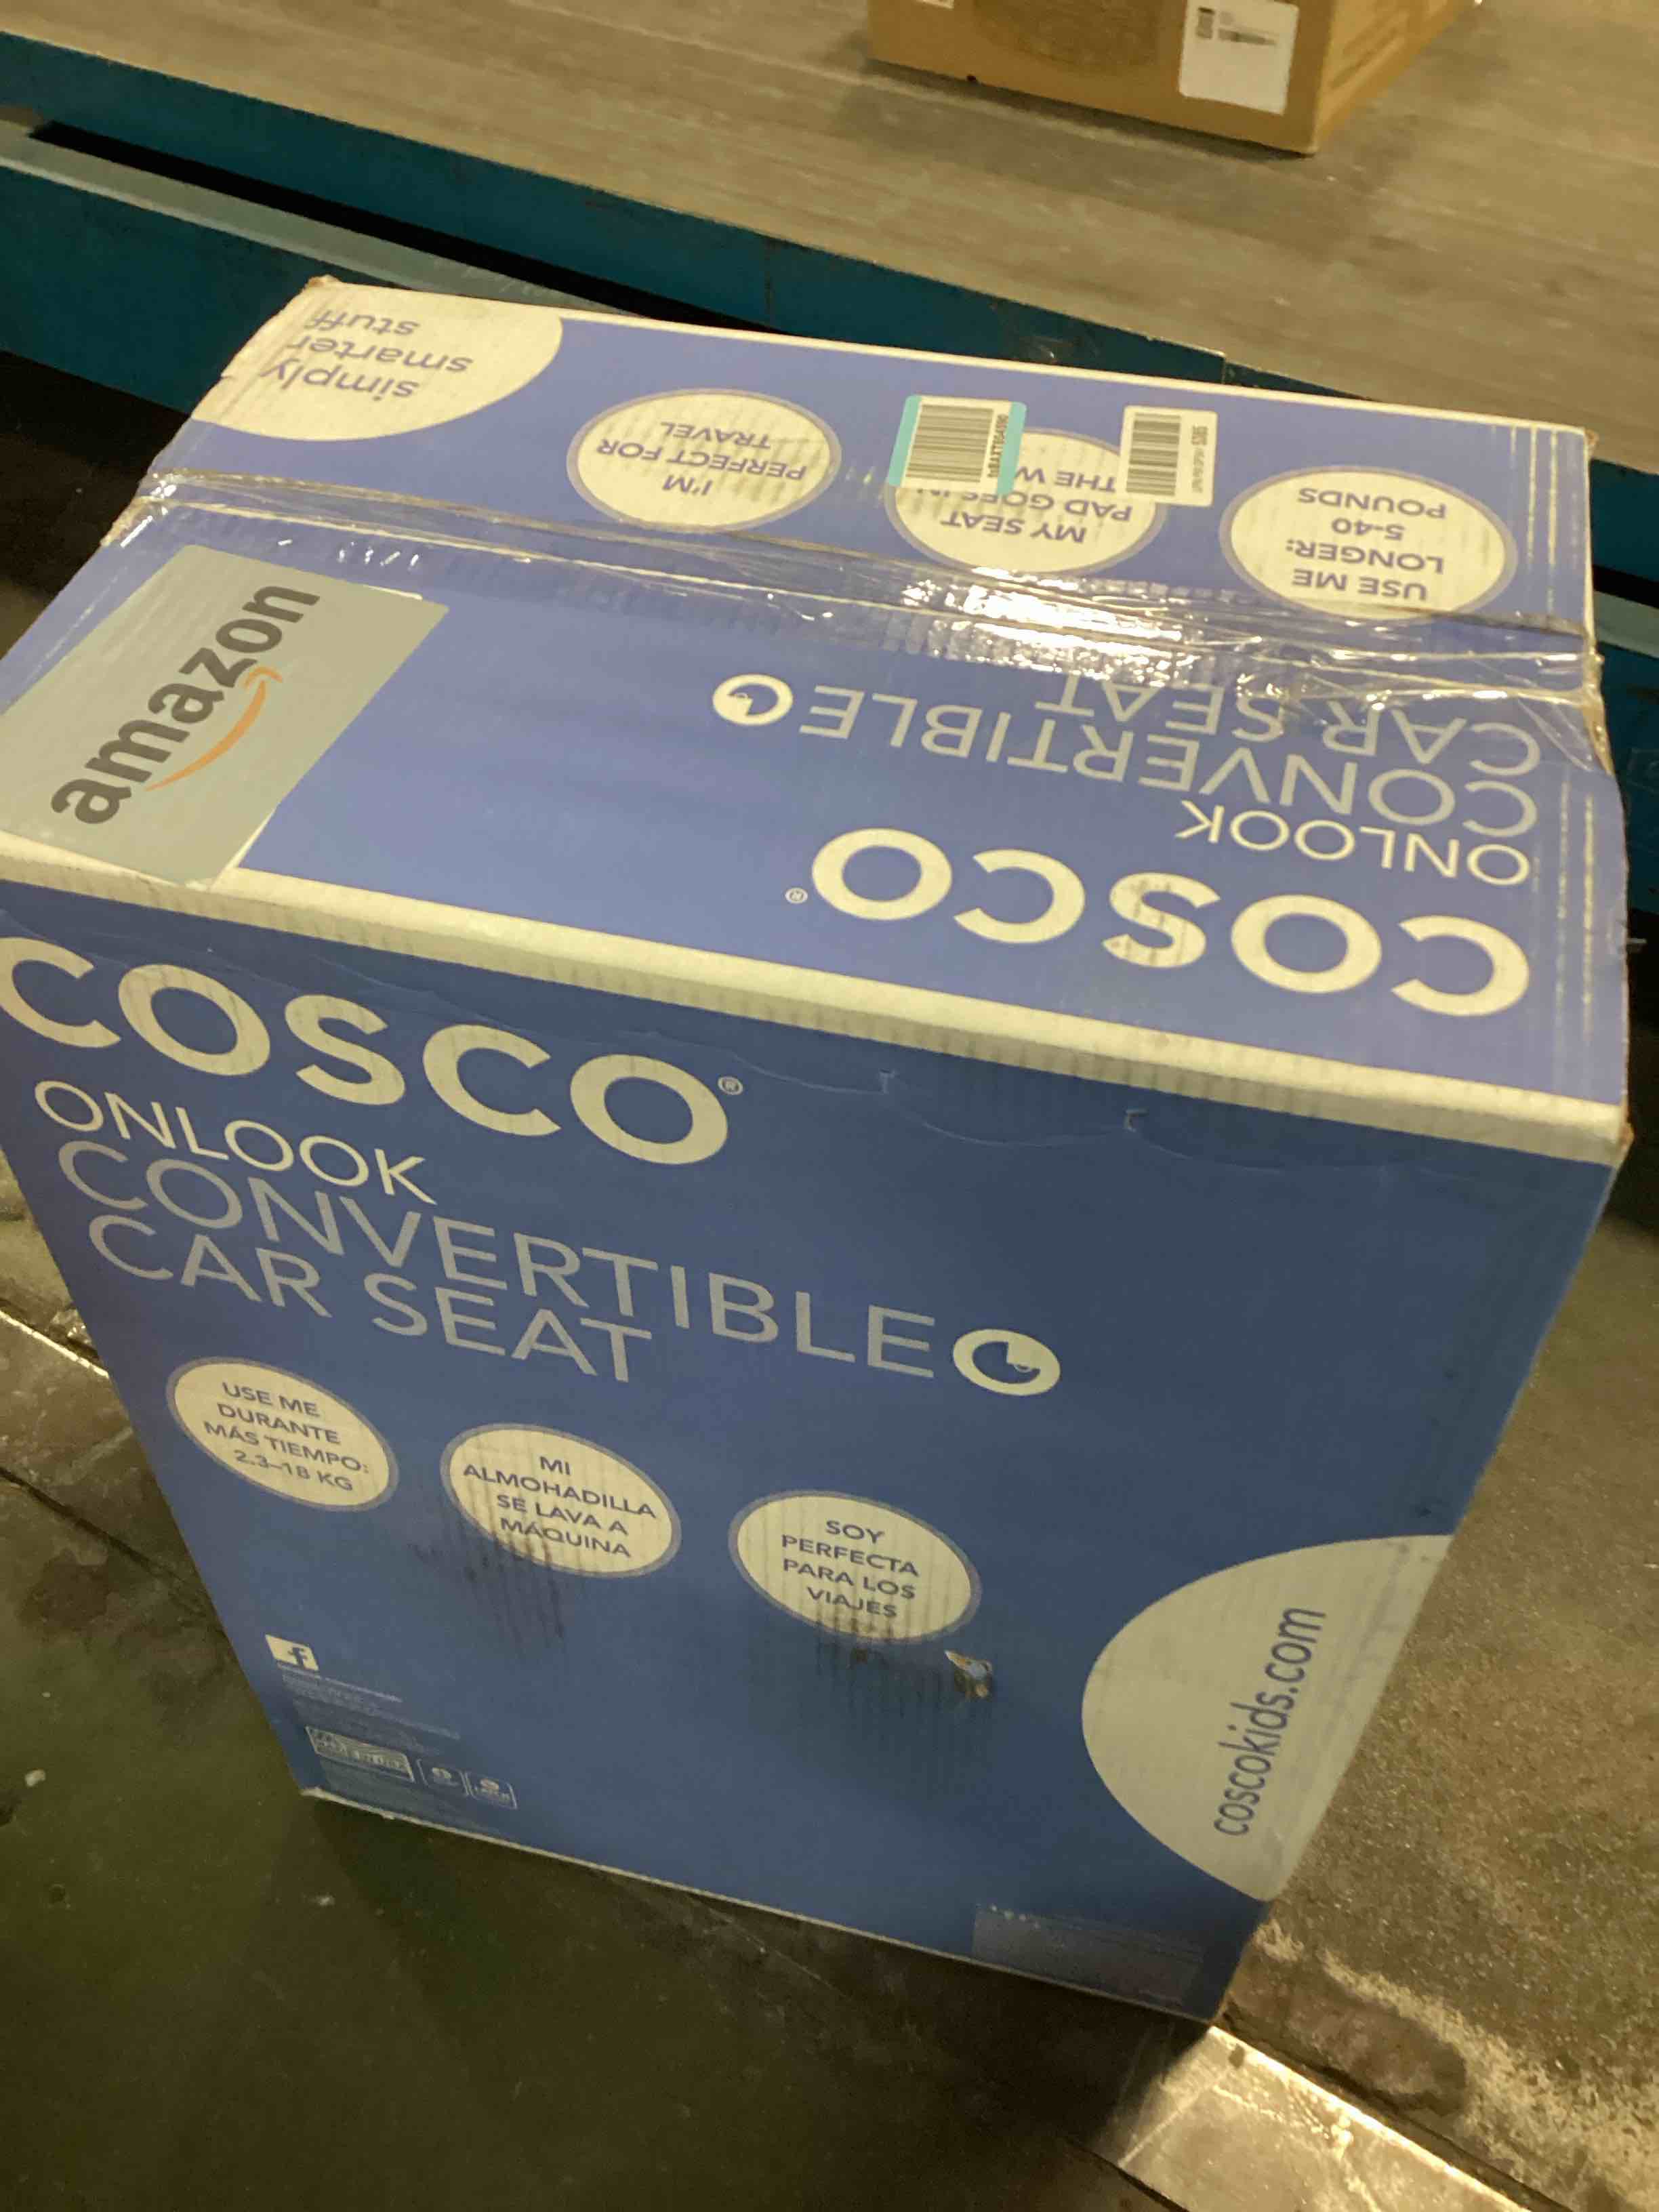 simply
smarter
stuff
I'M
PERFECT FOR
TRAVEL
MY SEAT
PAD GOES IN
THE W
USE ME
LONGER:
5-40
POUNDS
amazon
COSCO®
ONLOOK
CONVERTIBLE
CAR SEAT
COSCO®
ONLOOK
CONVERTIBLE
CAR SEAT
USE ME
DURANTE
MÁS TIEMPO:
2.3-18 KG
MI
ALMOHADILLA
SE LAVA A
MÁQUINA
SOY
PERFECTA
PARA LOS
VIAJES
coscokids.com